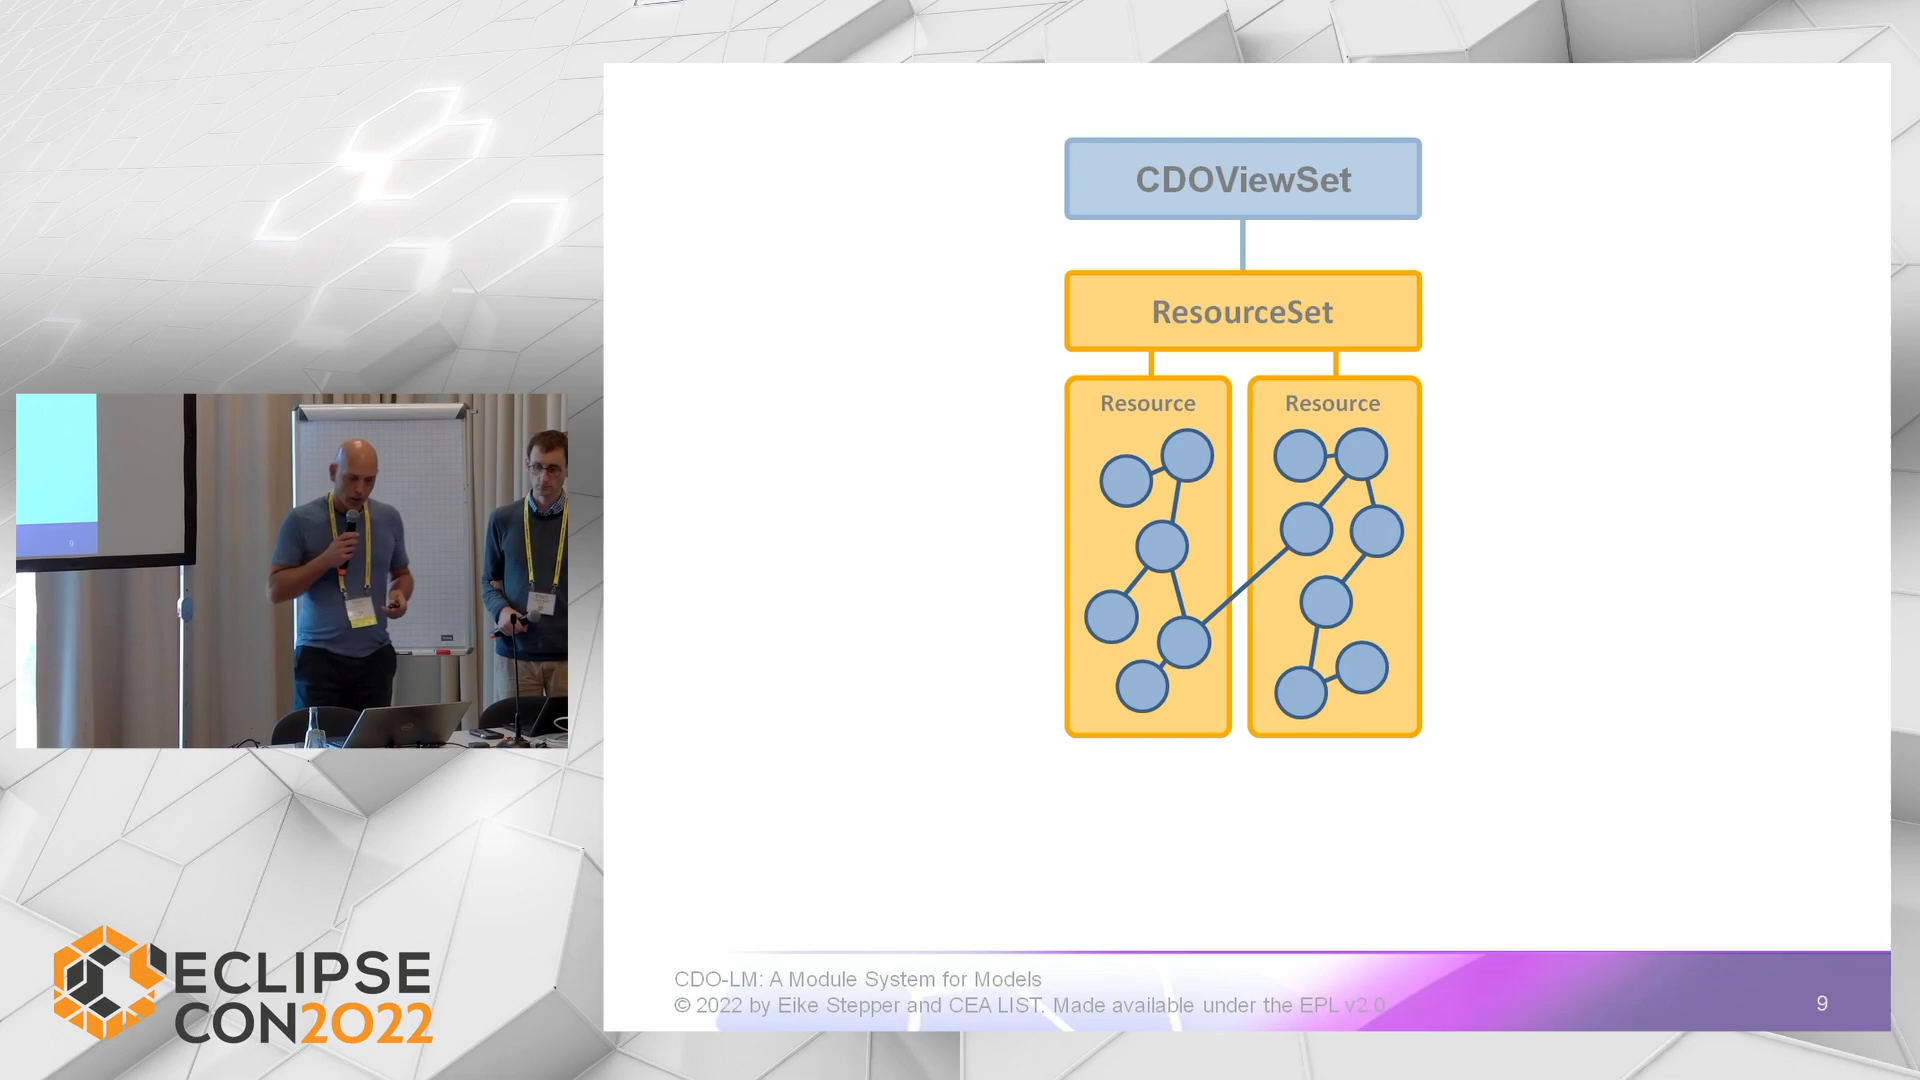 CDOViewSet
ResourceSet
Resource
Resource
CDO-LM: A Module System for Models
© 2022 by Eike Stepper and CEA LIST. Made available under the EPL v2.0
9
9
ECLIPSE
CON2022